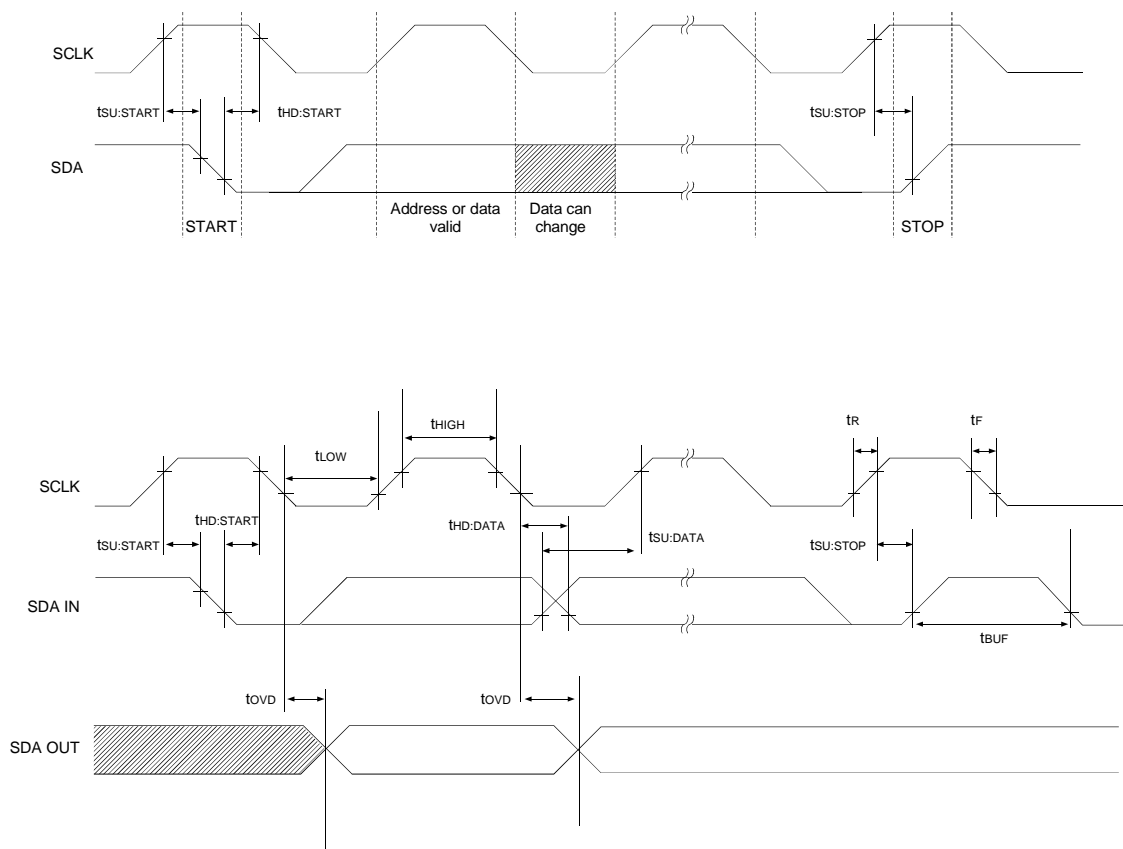 SCLK
tSU:START
tHD:START
tSU:STOP
SDA
START
Address or data
valid
Data can
change
STOP
tHIGH
tR
tF
tLOW
SCLK
tHD:START
tHD:DATA
tSU:START
tSU:DATA
tSU:STOP
SDA IN
tBUF
tOVD
tOVD
SDA OUT